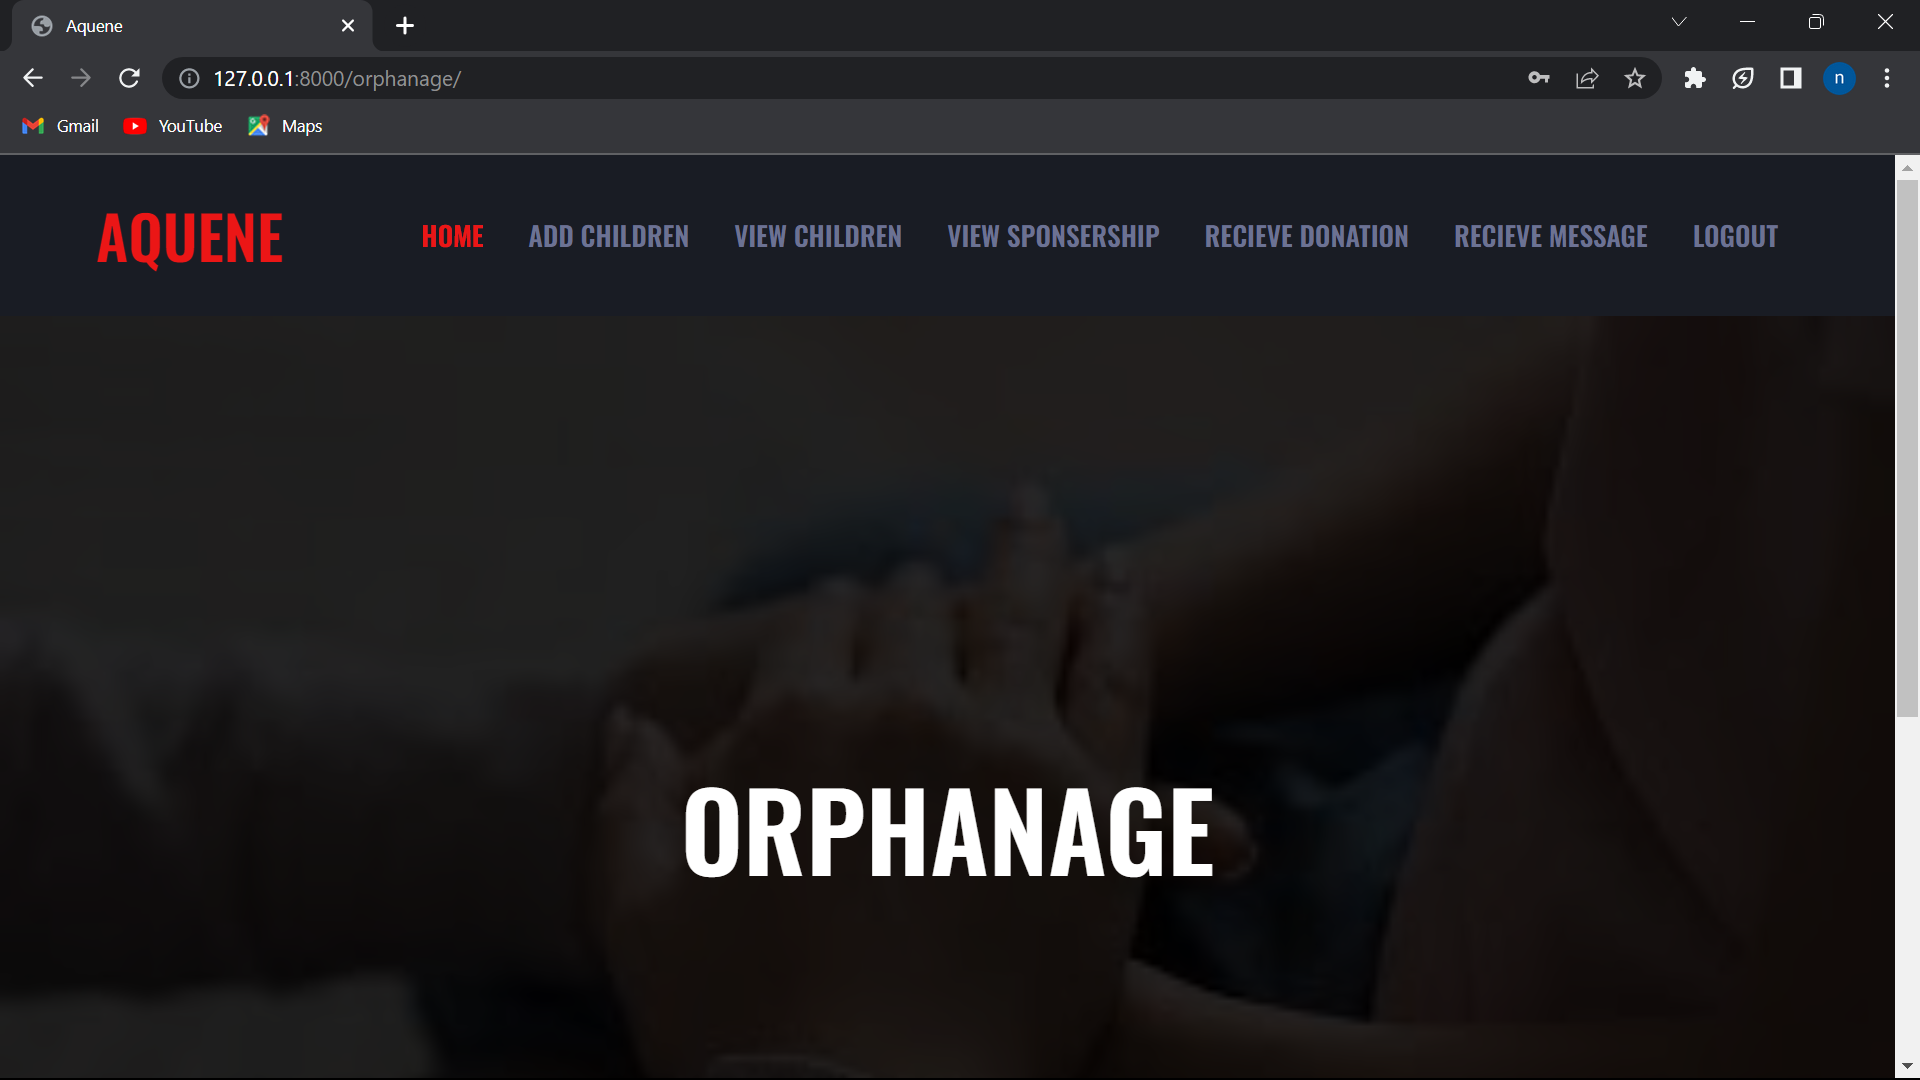 Aquene
127.0.0.1:8000/orphanage/
n
Gmail YouTube Maps
AQUENE HOME ADD CHILDREN VIEW CHILDREN VIEW SPONSERSHIP RECIEVE DONATION RECIEVE MESSAGE LOGOUT
ORPHANAGE